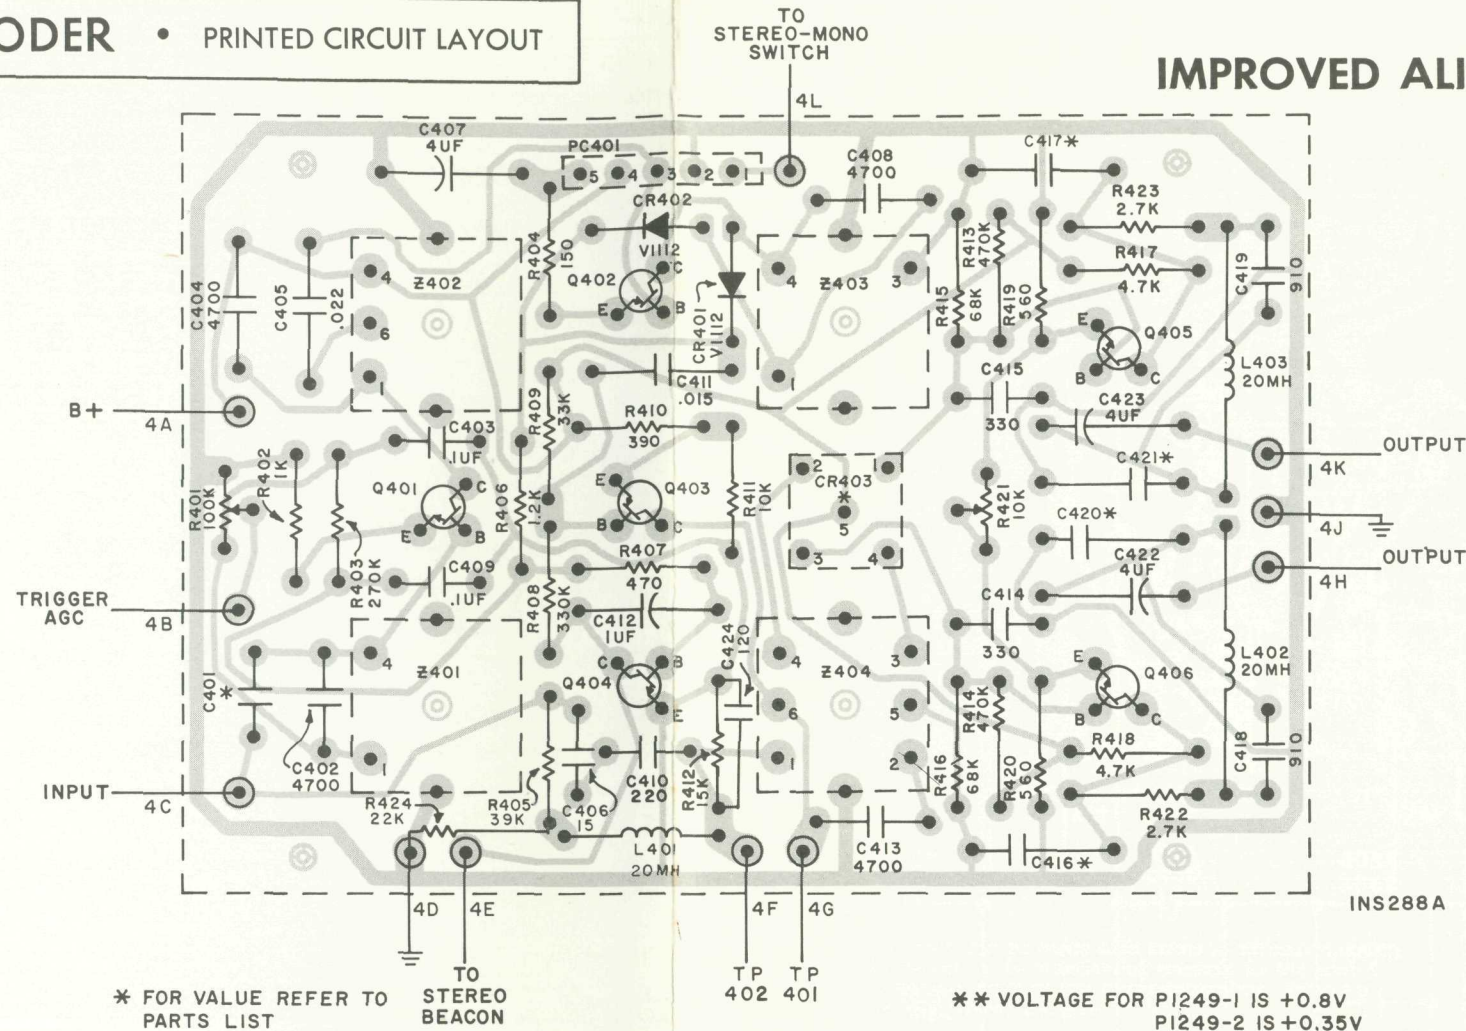 ODER • PRINTED CIRCUIT LAYOUT
TO
STEREO-MONO
SWITCH
IMPROVED ALI
4L
C407
4UF
PC401
5 4 3 2 1
C408
4700
C417*
R423
2.7K
CR402
V1112
R404
150
R413
470K
R417
4.7K
C404
4700
C405
.022
4
Z402
6
1
Q402
C
E
B
CR401
V1112
4
Z403
3
1
R415
68K
R419
560
C419
910
E
Q405
B
C
L403
20MH
B+
4A
C403
.1UF
R409
33K
C411
.015
R410
390
C415
330
C423
4UF
OUTPUT
4K
R401
100K
R402
1K
Q401
C
E
B
R406
1.2K
E
Q403
B
C
R411
10K
2
1
CR403
*
5
3
4
R421
10K
C421*
C420*
4J
R403
270K
C409
.1UF
R407
470
C422
4UF
OUTPUT
4H
TRIGGER
AGC
4B
R408
330K
C412
1UF
C414
330
C401
*
4
Z401
1
C
B
Q404
E
C424
120
4
Z404
3
6
5
1
2
R414
470K
E
Q406
B
C
L402
20MH
C402
4700
R416
68K
R420
560
R418
4.7K
C418
910
INPUT
4C
R424
22K
R405
39K
C406
15
C410
220
R412
15K
R422
2.7K
L401
20MH
C413
4700
C416*
4D
4E
4F
4G
INS288A
TO
STEREO
BEACON
TP
402
TP
401
* FOR VALUE REFER TO
PARTS LIST
** VOLTAGE FOR P1249-1 IS +0.8V
P1249-2 IS +0.35V